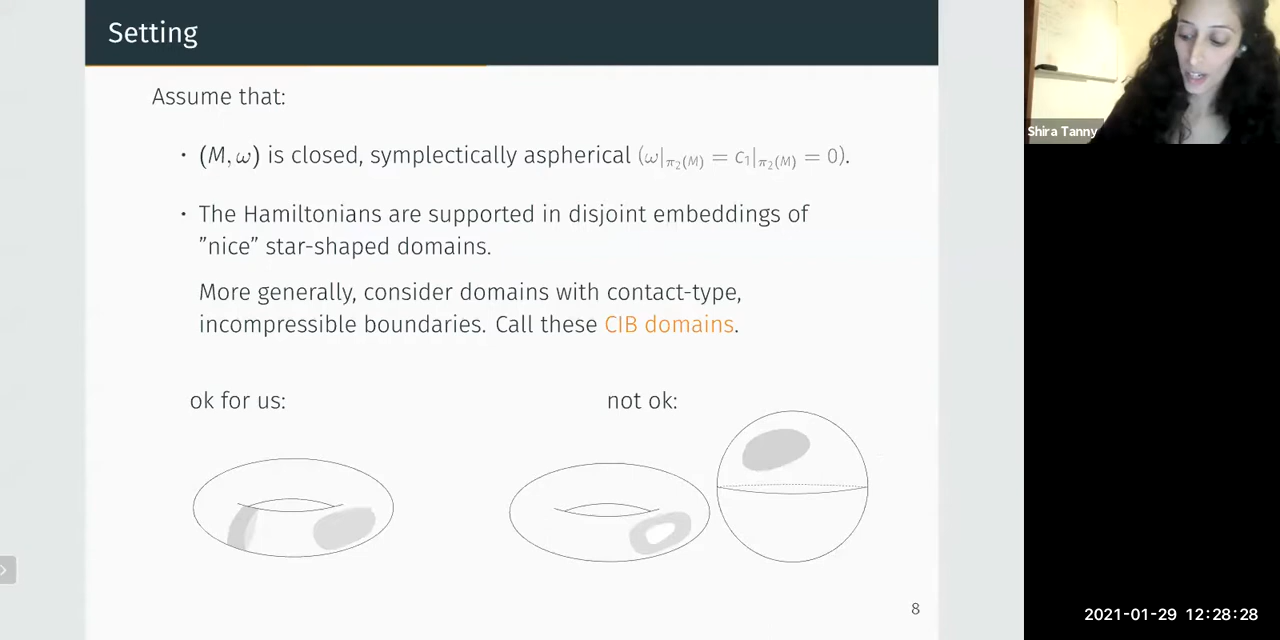 Setting
Assume that:
• (M, ω) is closed, symplectically aspherical (ω|π₂(M) = c₁|π₂(M) = 0).
• The Hamiltonians are supported in disjoint embeddings of
”nice” star-shaped domains.
More generally, consider domains with contact-type,
incompressible boundaries. Call these CIB domains.
ok for us:
not ok:
8
Shira Tanny
2021-01-29 12:28:28